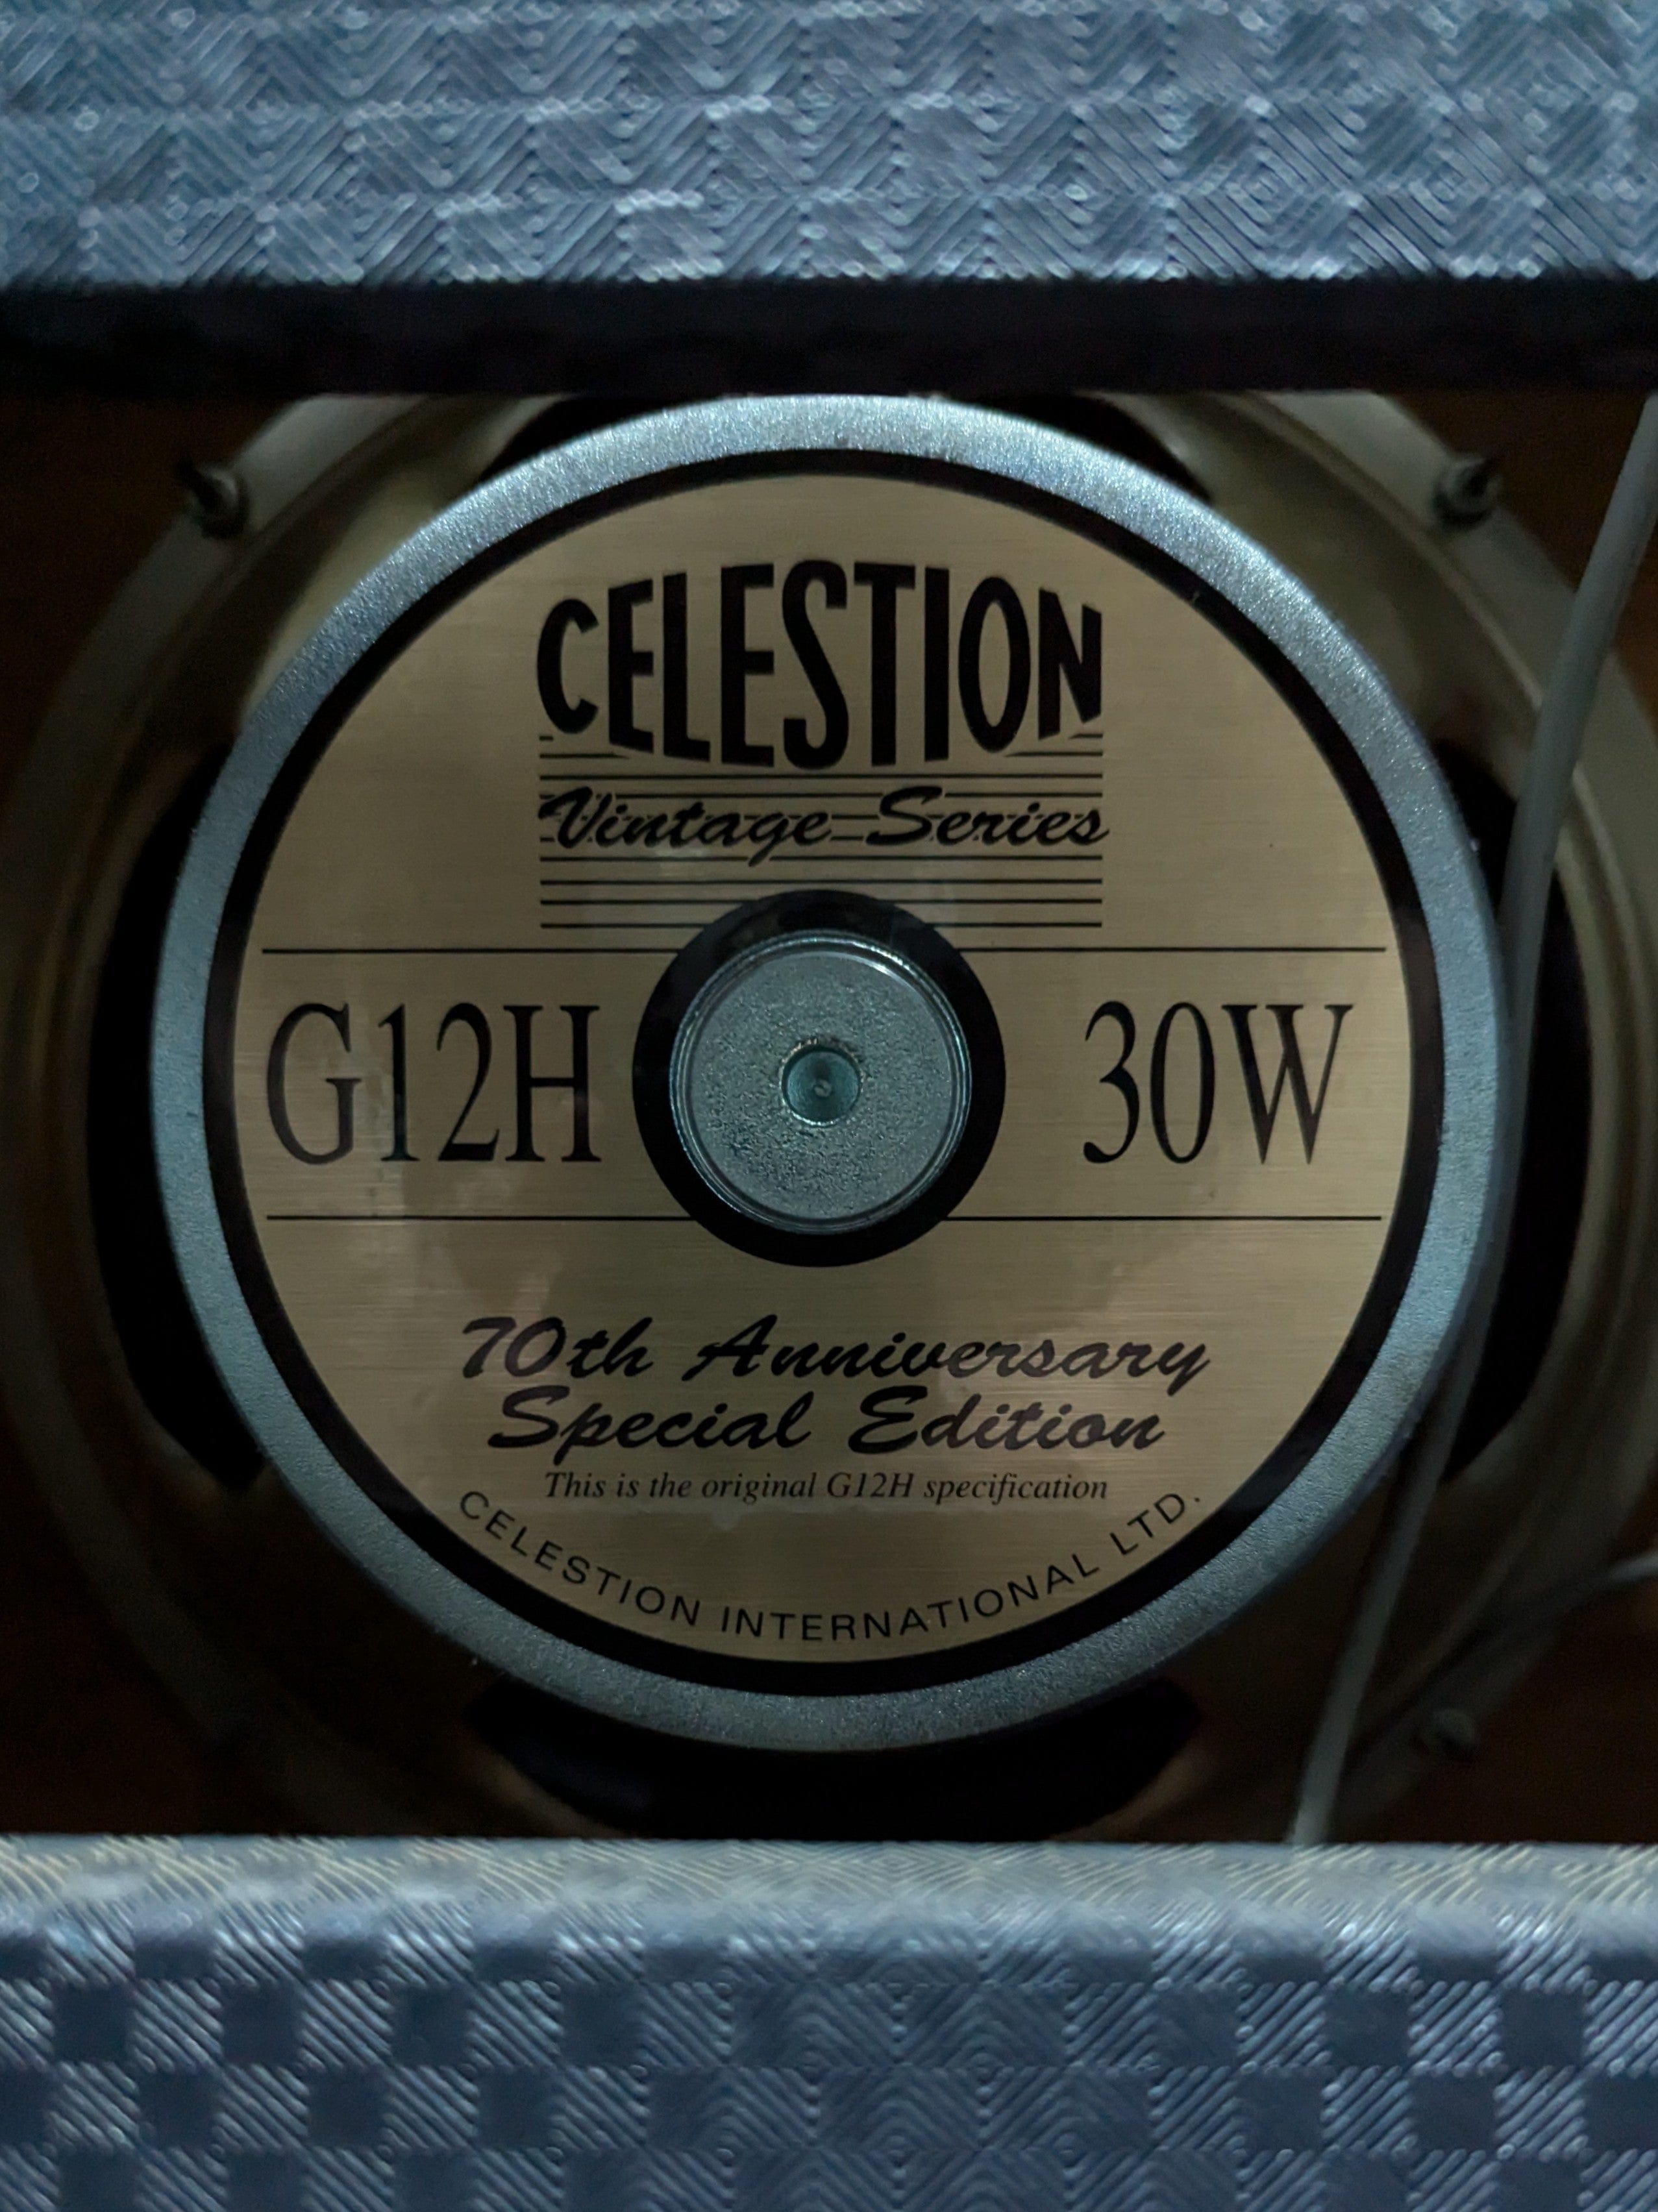 CELESTION
Vintage Series
G12H 30W
70th Anniversary
Special Edition
This is the original G12H specification
CELESTION INTERNATIONAL LTD.